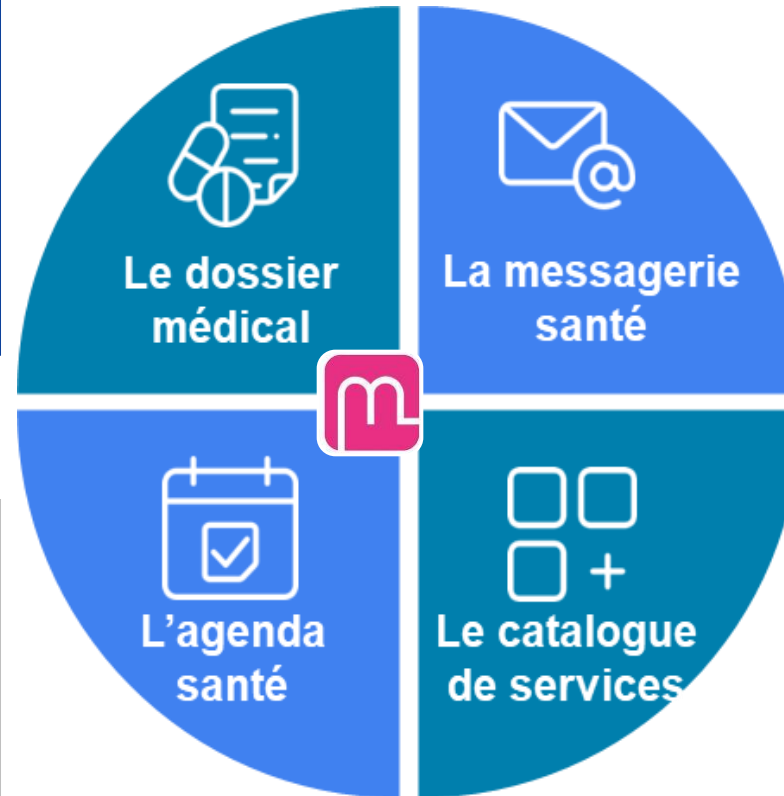 Le dossier
médical
La messagerie
santé
L’agenda
santé
Le catalogue
de services